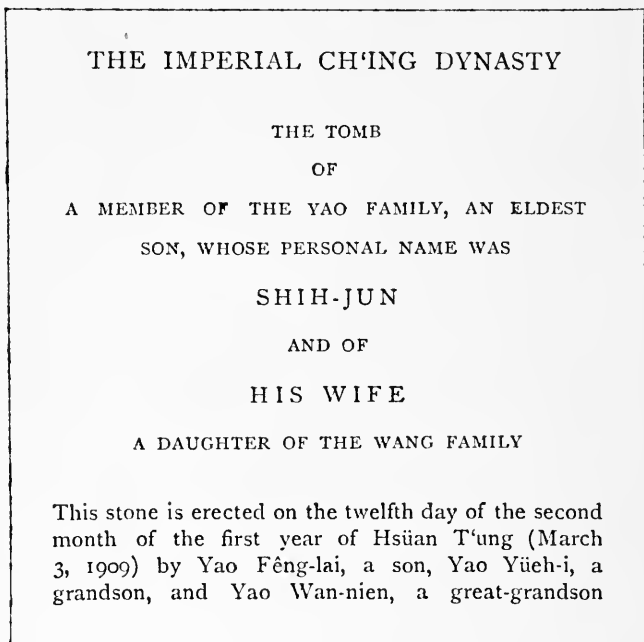 THE IMPERIAL CH‘ING DYNASTY
THE TOMB
OF
A MEMBER OF THE YAO FAMILY, AN ELDEST
SON, WHOSE PERSONAL NAME WAS
SHIH-JUN
AND OF
HIS WIFE
A DAUGHTER OF THE WANG FAMILY
This stone is erected on the twelfth day of the second
month of the first year of Hsüan T‘ung (March
3, 1909) by Yao Fêng-lai, a son, Yao Yüeh-i, a
grandson, and Yao Wan-nien, a great-grandson